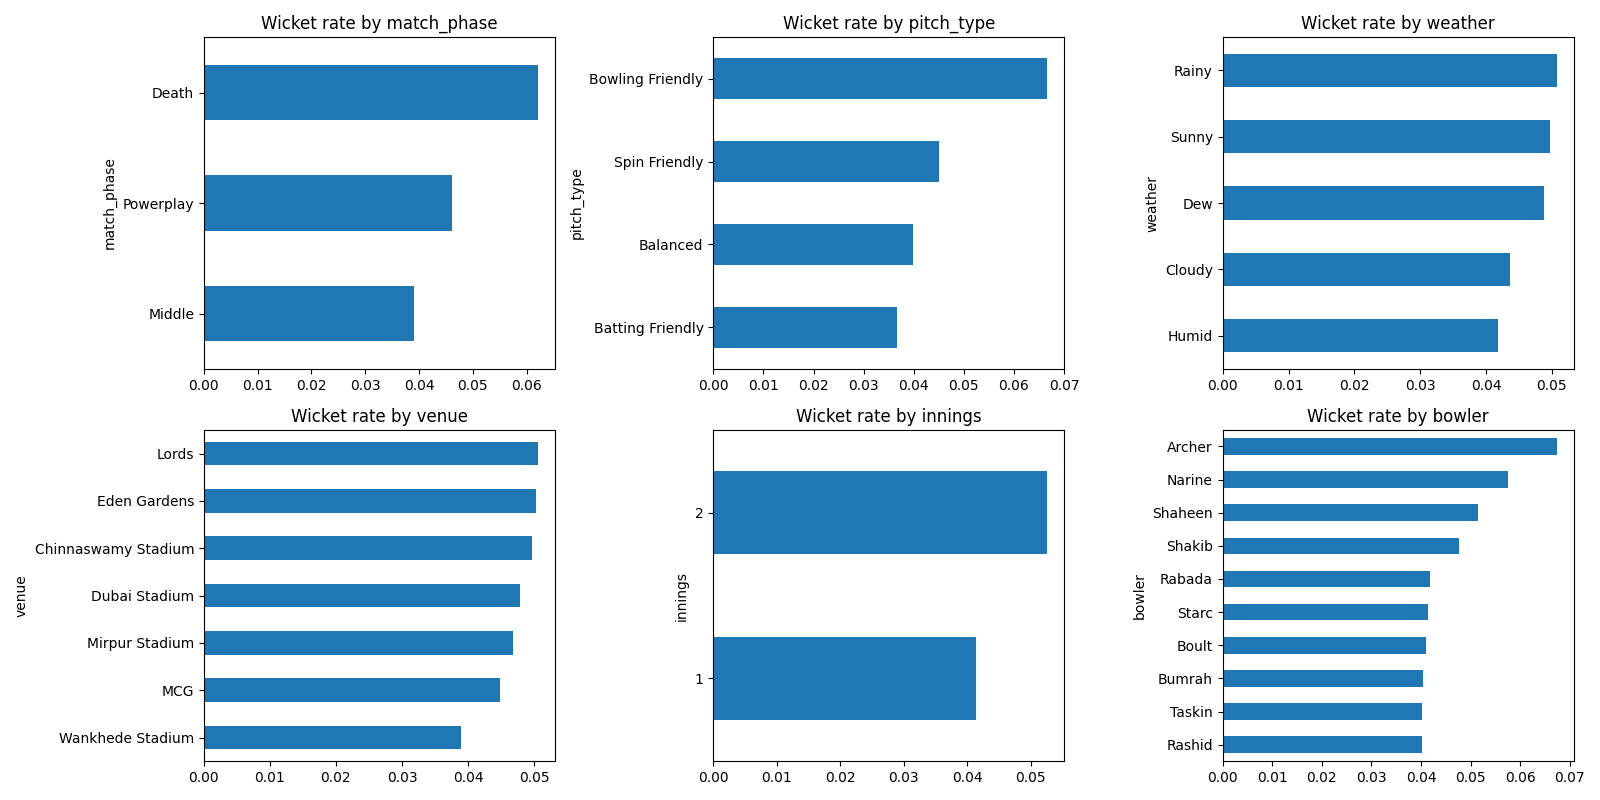 Wicket rate by match_phase
match_phase
Death
Powerplay
Middle
0.00 0.01 0.02 0.03 0.04 0.05 0.06
Wicket rate by pitch_type
pitch_type
Bowling Friendly
Spin Friendly
Balanced
Batting Friendly
0.00 0.01 0.02 0.03 0.04 0.05 0.06 0.07
Wicket rate by weather
weather
Rainy
Sunny
Dew
Cloudy
Humid
0.00 0.01 0.02 0.03 0.04 0.05
Wicket rate by venue
venue
Lords
Eden Gardens
Chinnaswamy Stadium
Dubai Stadium
Mirpur Stadium
MCG
Wankhede Stadium
0.00 0.01 0.02 0.03 0.04 0.05
Wicket rate by innings
innings
2
1
0.00 0.01 0.02 0.03 0.04 0.05
Wicket rate by bowler
bowler
Archer
Narine
Shaheen
Shakib
Rabada
Starc
Boult
Bumrah
Taskin
Rashid
0.00 0.01 0.02 0.03 0.04 0.05 0.06 0.07